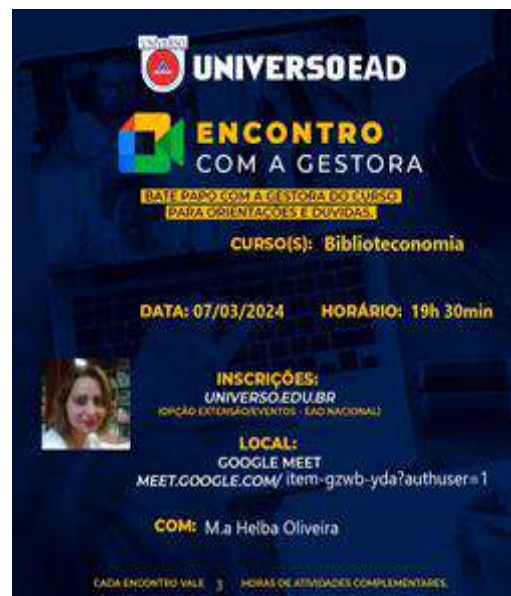 UNIVERSO
UNIVERSOEAD
ENCONTRO
COM A GESTORA
BATE PAPO COM A GESTORA DO CURSO
PARA ORIENTAÇÕES E DÚVIDAS.
CURSO(S): Biblioteconomia
DATA: 07/03/2024 HORÁRIO: 19h 30min
INSCRIÇÕES:
UNIVERSO.EDU.BR
(OPÇÃO EXTENSÃO/EVENTOS - EAD NACIONAL)
LOCAL:
GOOGLE MEET
MEET.GOOGLE.COM/ item-gzwb-yda?authuser=1
COM: M.a Helba Oliveira
CADA ENCONTRO VALE 3 HORAS DE ATIVIDADES COMPLEMENTARES.